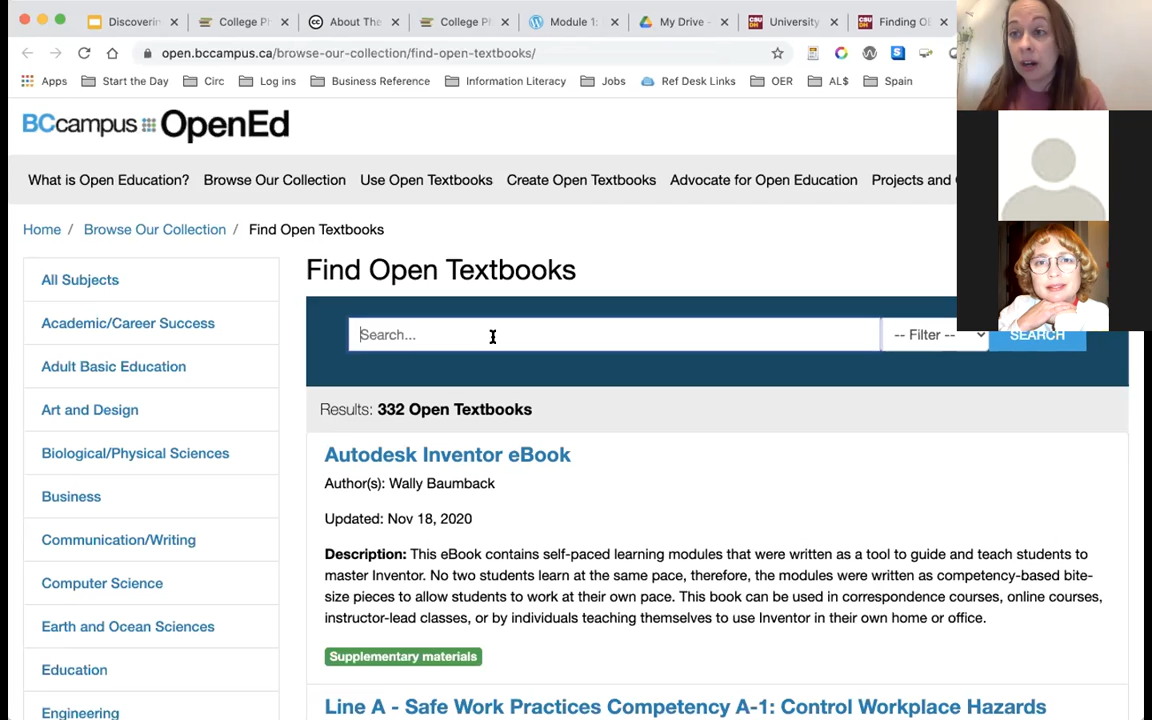 Discoverin
College Pl
About The
College Pl
Module 1:
My Drive -
University
Finding OE
open.bccampus.ca/browse-our-collection/find-open-textbooks/
Apps
Start the Day
Circ
Log ins
Business Reference
Information Literacy
Jobs
Ref Desk Links
OER
AL$
Spain
BCcampus OpenEd
What is Open Education?
Browse Our Collection
Use Open Textbooks
Create Open Textbooks
Advocate for Open Education
Projects and
Home / Browse Our Collection / Find Open Textbooks
All Subjects
Academic/Career Success
Adult Basic Education
Art and Design
Biological/Physical Sciences
Business
Communication/Writing
Computer Science
Earth and Ocean Sciences
Education
Engineering
Find Open Textbooks
Search...
-- Filter --
SEARCH
Results: 332 Open Textbooks
Autodesk Inventor eBook
Author(s): Wally Baumback
Updated: Nov 18, 2020
Description: This eBook contains self-paced learning modules that were written as a tool to guide and teach students to
master Inventor. No two students learn at the same pace, therefore, the modules were written as competency-based bite-
size pieces to allow students to work at their own pace. This book can be used in correspondence courses, online courses,
instructor-lead classes, or by individuals teaching themselves to use Inventor in their own home or office.
Supplementary materials
Line A - Safe Work Practices Competency A-1: Control Workplace Hazards